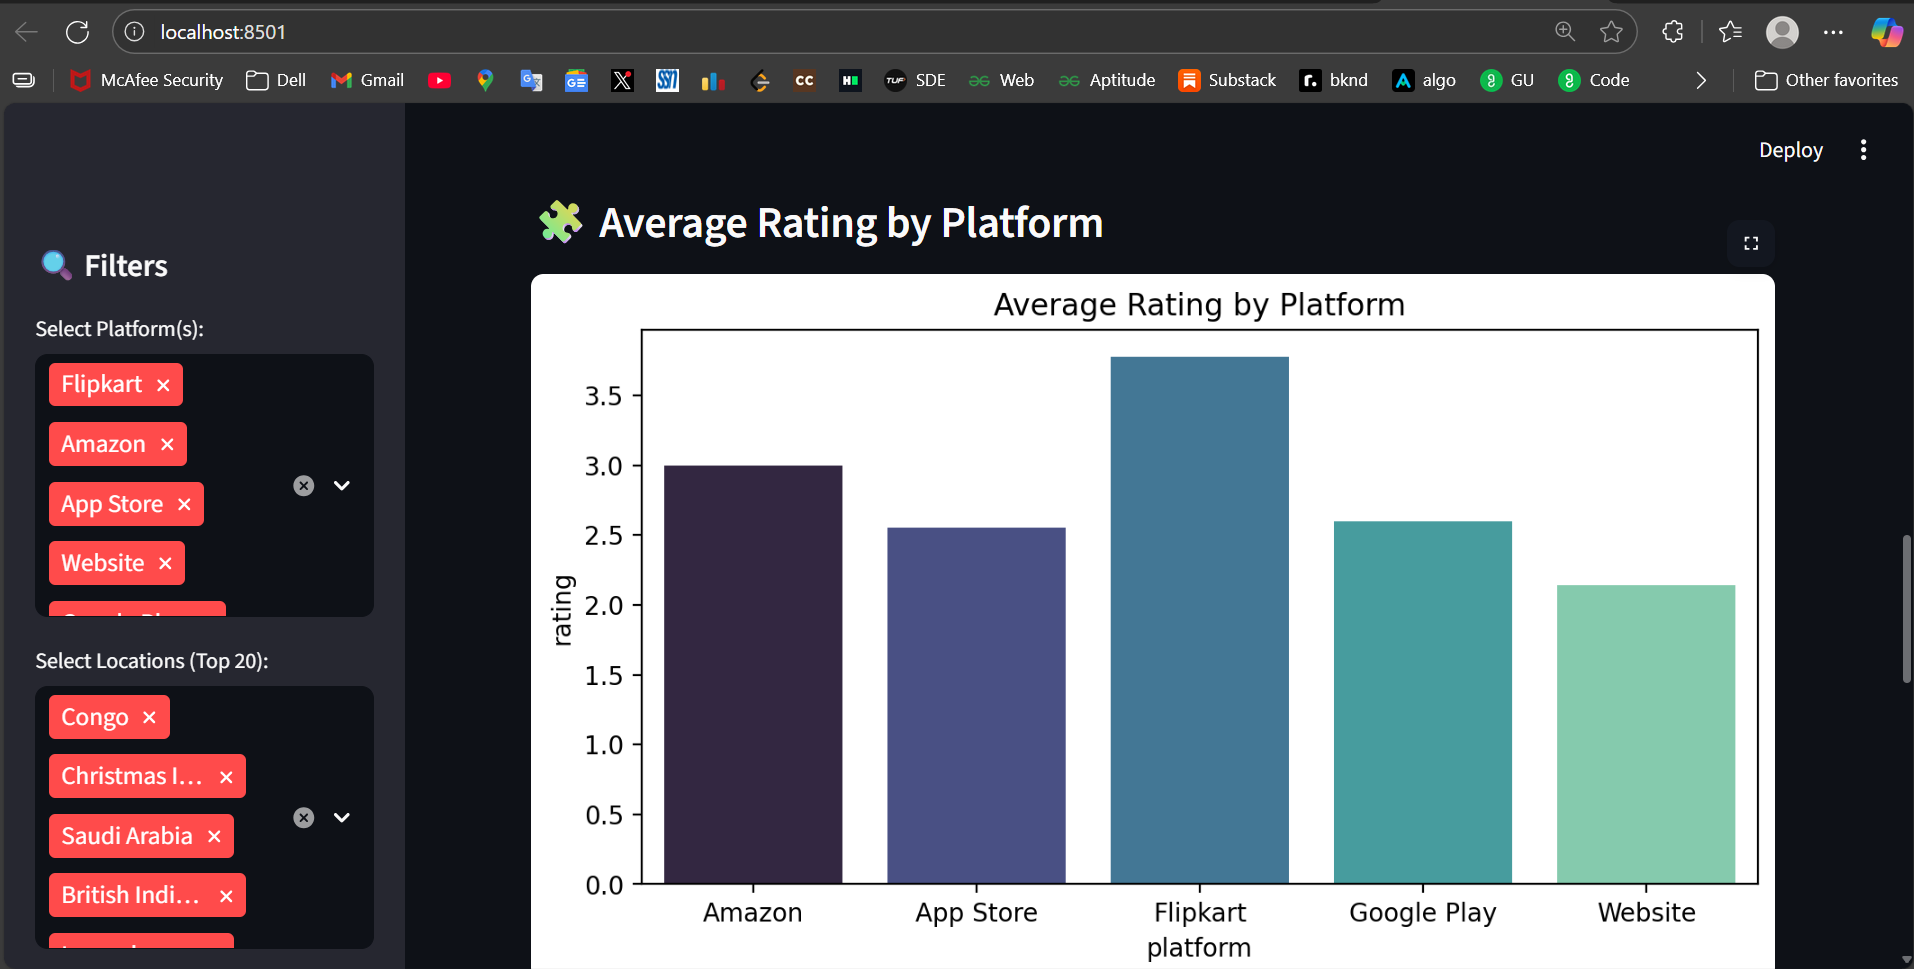 localhost:8501
McAfee Security
Dell
Gmail
SSN
CC
TUF
SDE
Web
Aptitude
Substack
bknd
algo
GU
Code
Other favorites
Deploy
Filters
Select Platform(s):
Flipkart
Amazon
App Store
Website
Select Locations (Top 20):
Congo
Christmas I...
Saudi Arabia
British Indi...
Average Rating by Platform
Average Rating by Platform
rating
3.5
3.0
2.5
2.0
1.5
1.0
0.5
0.0
Amazon
App Store
Flipkart
Google Play
Website
platform